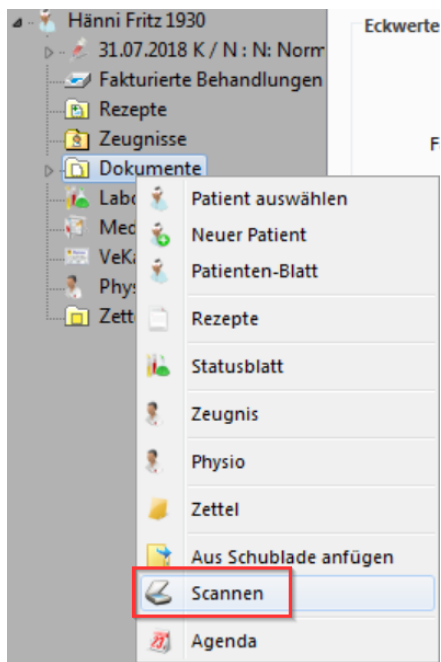 Hänni Fritz 1930
Eckwerte
31.07.2018 K / N : N: Norm
Fakturierte Behandlungen
Rezepte
Zeugnisse
F
Dokumente
Labo
Med
VeKa
Phys
Zett
Patient auswählen
Neuer Patient
Patienten-Blatt
Rezepte
Statusblatt
Zeugnis
Physio
Zettel
Aus Schublade anfügen
Scannen
Agenda